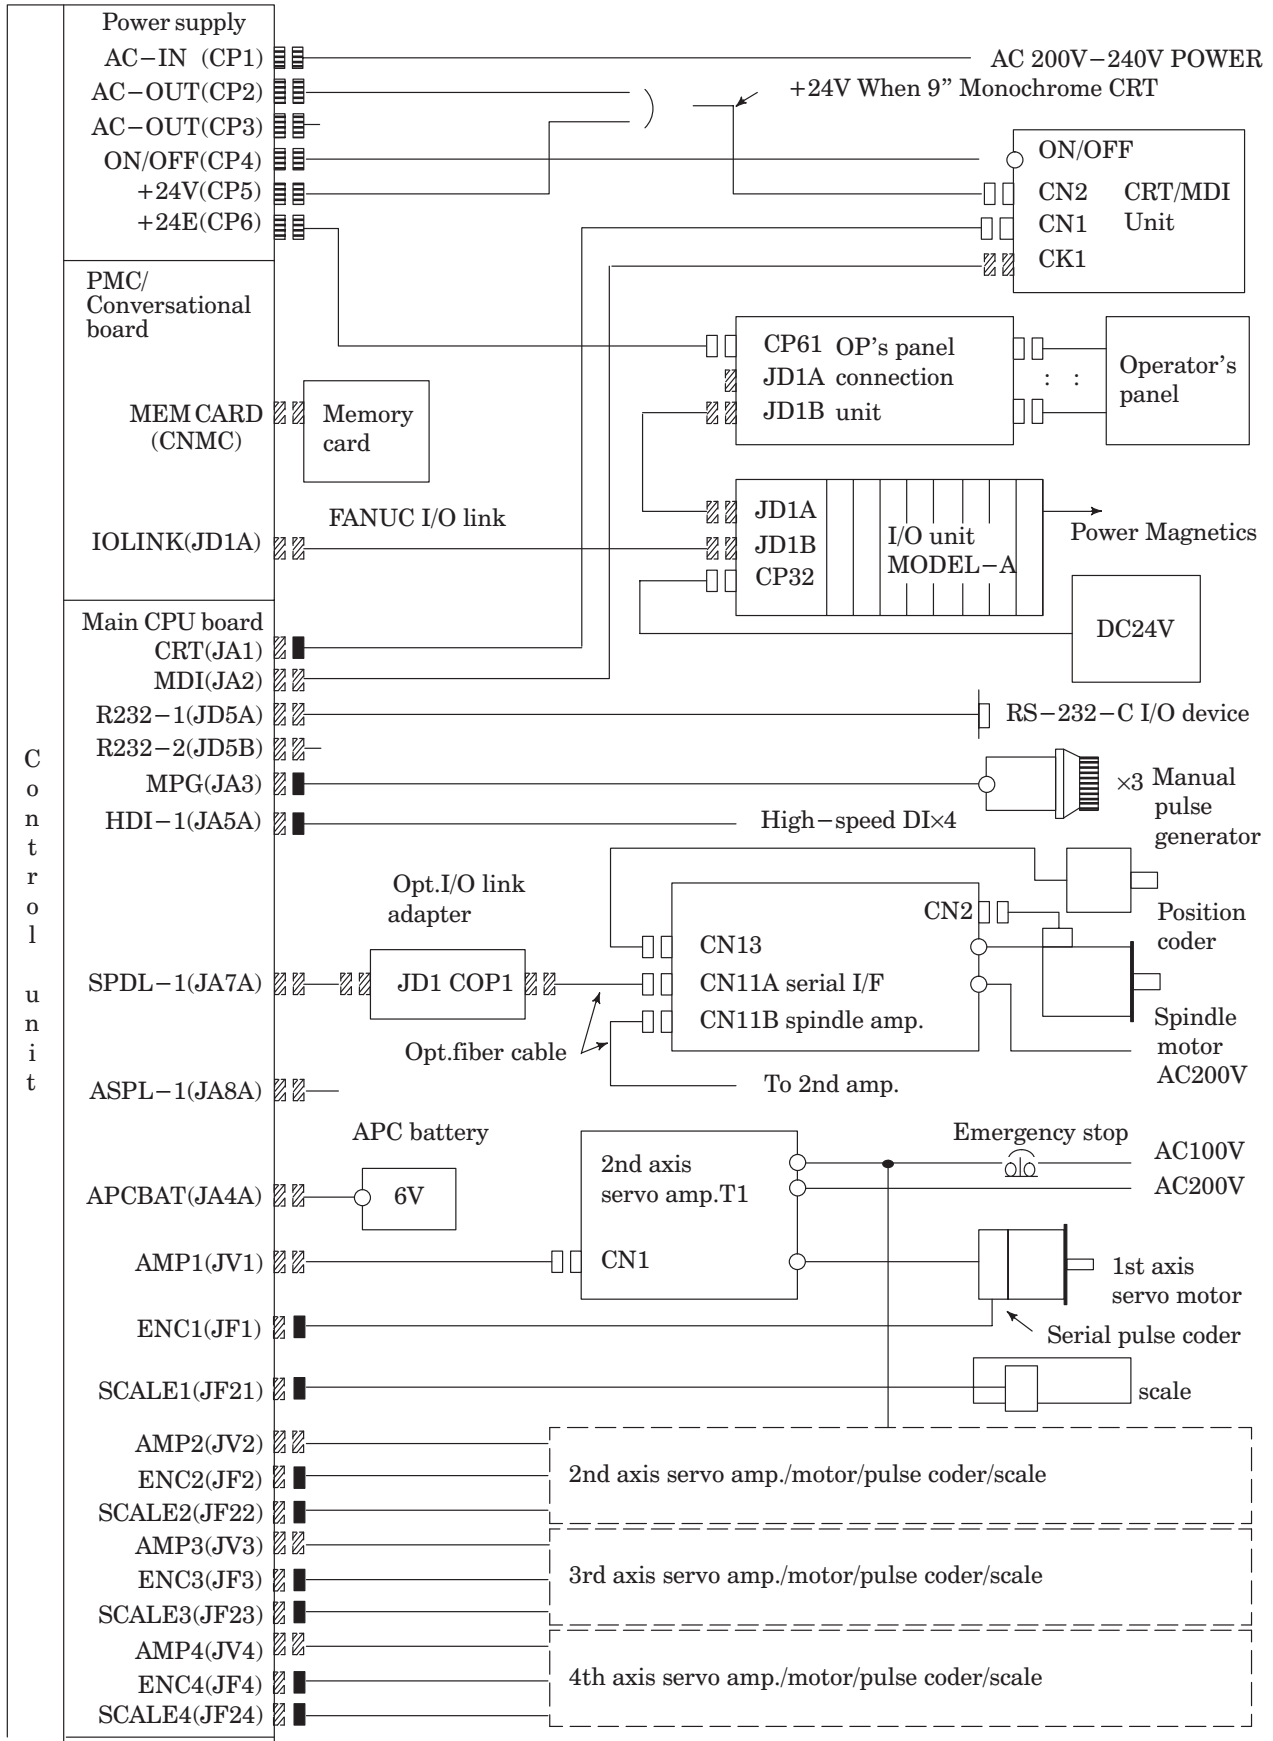 Control unit
Power supply
AC−IN (CP1)
AC 200V−240V POWER
AC−OUT(CP2)
+24V When 9” Monochrome CRT
AC−OUT(CP3)
ON/OFF(CP4)
ON/OFF
+24V(CP5)
CN2 CRT/MDI
+24E(CP6)
CN1 Unit
CK1
PMC/
Conversational
board
CP61 OP's panel
JD1A connection
JD1B unit
: :
Operator's
panel
MEM CARD
(CNMC)
Memory
card
FANUC I/O link
IOLINK(JD1A)
JD1A
JD1B
CP32
I/O unit
MODEL−A
Power Magnetics
DC24V
Main CPU board
CRT(JA1)
MDI(JA2)
R232−1(JD5A)
RS−232−C I/O device
R232−2(JD5B)
MPG(JA3)
×3 Manual
pulse
generator
HDI−1(JA5A)
High−speed DI×4
Opt.I/O link
adapter
CN2
Position
coder
CN13
SPDL−1(JA7A)
JD1 COP1
CN11A serial I/F
CN11B spindle amp.
Spindle
motor
AC200V
Opt.fiber cable
To 2nd amp.
ASPL−1(JA8A)
APC battery
Emergency stop
AC100V
AC200V
2nd axis
servo amp.T1
APCBAT(JA4A)
6V
AMP1(JV1)
CN1
1st axis
servo motor
ENC1(JF1)
Serial pulse coder
SCALE1(JF21)
scale
AMP2(JV2)
ENC2(JF2)
2nd axis servo amp./motor/pulse coder/scale
SCALE2(JF22)
AMP3(JV3)
ENC3(JF3)
3rd axis servo amp./motor/pulse coder/scale
SCALE3(JF23)
AMP4(JV4)
ENC4(JF4)
4th axis servo amp./motor/pulse coder/scale
SCALE4(JF24)